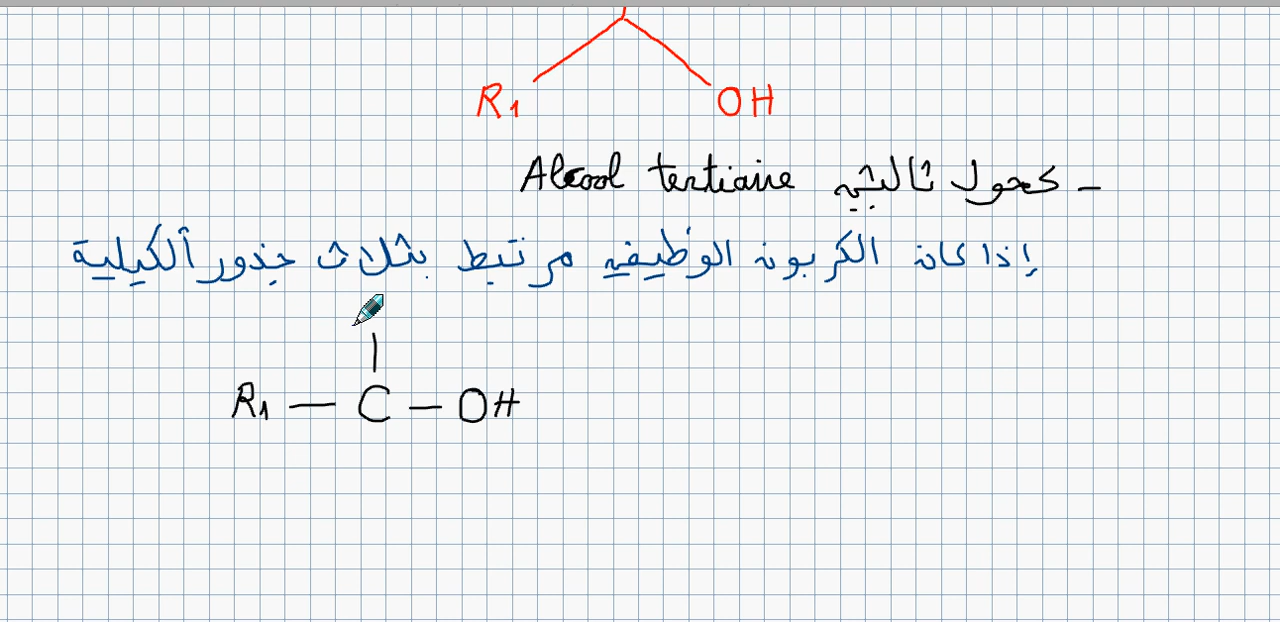 R1 OH
- كحول ثالثي Alcool tertiaire
إذا كان الكربون الوظيفي مرتبط بثلاث جذور ألكيلية
R1 — C — OH